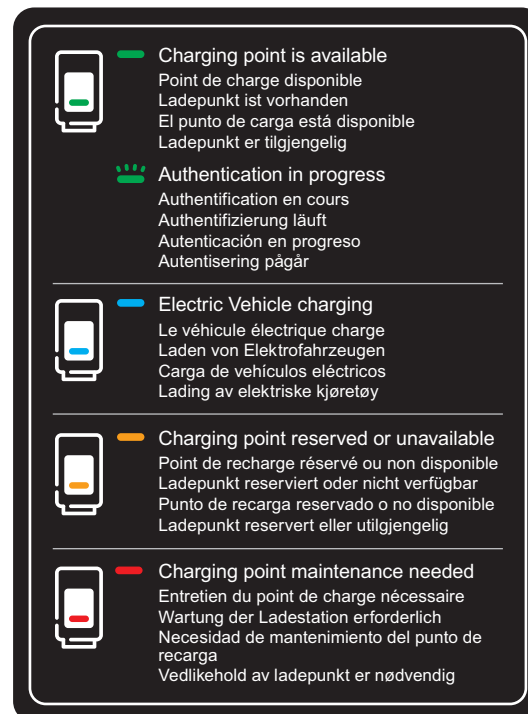 Charging point is available
Point de charge disponible
Ladepunkt ist vorhanden
El punto de carga está disponible
Ladepunkt er tilgjengelig
Authentication in progress
Authentification en cours
Authentifizierung läuft
Autenticación en progreso
Autentisering pågår
Electric Vehicle charging
Le véhicule électrique charge
Laden von Elektrofahrzeugen
Carga de vehículos eléctricos
Lading av elektriske kjøretøy
Charging point reserved or unavailable
Point de recharge réservé ou non disponible
Ladepunkt reserviert oder nicht verfügbar
Punto de recarga reservado o no disponible
Ladepunkt reservert eller utilgjengelig
Charging point maintenance needed
Entretien du point de charge nécessaire
Wartung der Ladestation erforderlich
Necesidad de mantenimiento del punto de
recarga
Vedlikehold av ladepunkt er nødvendig